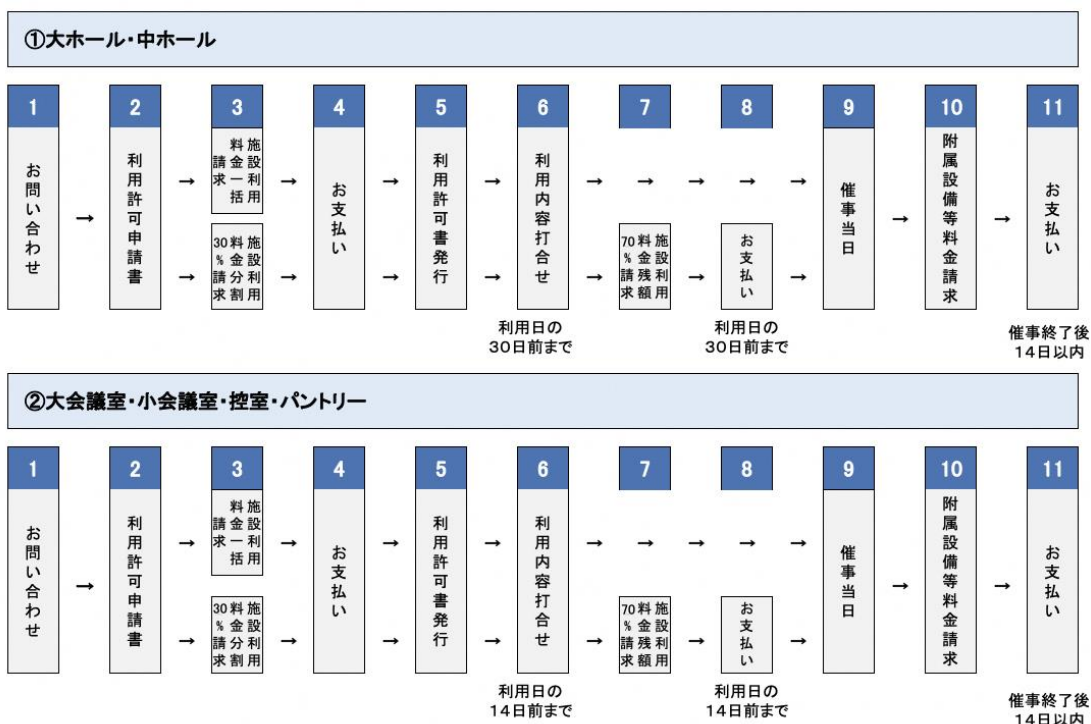 ①大ホール・中ホール
1
お問い合わせ
→
2
利用許可申請書
→
→
3
施設利用
料金一括
請求
施設利用
料金分割
30%請求
→
→
4
お支払い
→
→
5
利用許可書発行
→
→
6
利用内容打合せ
利用日の
30日前まで
→
→
7
→
施設利用
料金残額
70%請求
→
→
8
→
お支払い
利用日の
30日前まで
→
→
9
催事当日
→
10
附属設備等料金請求
→
11
お支払い
催事終了後
14日以内
②大会議室・小会議室・控室・パントリー
1
お問い合わせ
→
2
利用許可申請書
→
→
3
施設利用
料金一括
請求
施設利用
料金分割
30%請求
→
→
4
お支払い
→
→
5
利用許可書発行
→
→
6
利用内容打合せ
利用日の
14日前まで
→
→
7
→
施設利用
料金残額
70%請求
→
→
8
→
お支払い
利用日の
14日前まで
→
→
9
催事当日
→
10
附属設備等料金請求
→
11
お支払い
催事終了後
14日以内